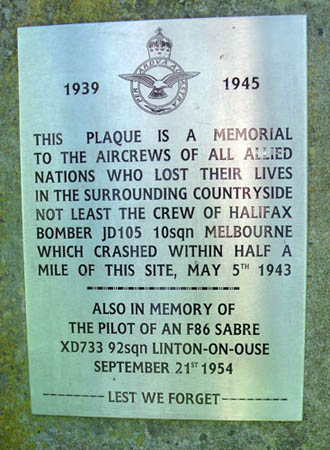 1939 1945
THIS PLAQUE IS A MEMORIAL
TO THE AIRCREWS OF ALL ALLIED
NATIONS WHO LOST THEIR LIVES
IN THE SURROUNDING COUNTRYSIDE
NOT LEAST THE CREW OF HALIFAX
BOMBER JD105 10sqn MELBOURNE
WHICH CRASHED WITHIN HALF A
MILE OF THIS SITE, MAY 5TH 1943
ALSO IN MEMORY OF
THE PILOT OF AN F86 SABRE
XD733 92sqn LINTON-ON-OUSE
SEPTEMBER 21ST 1954
LEST WE FORGET